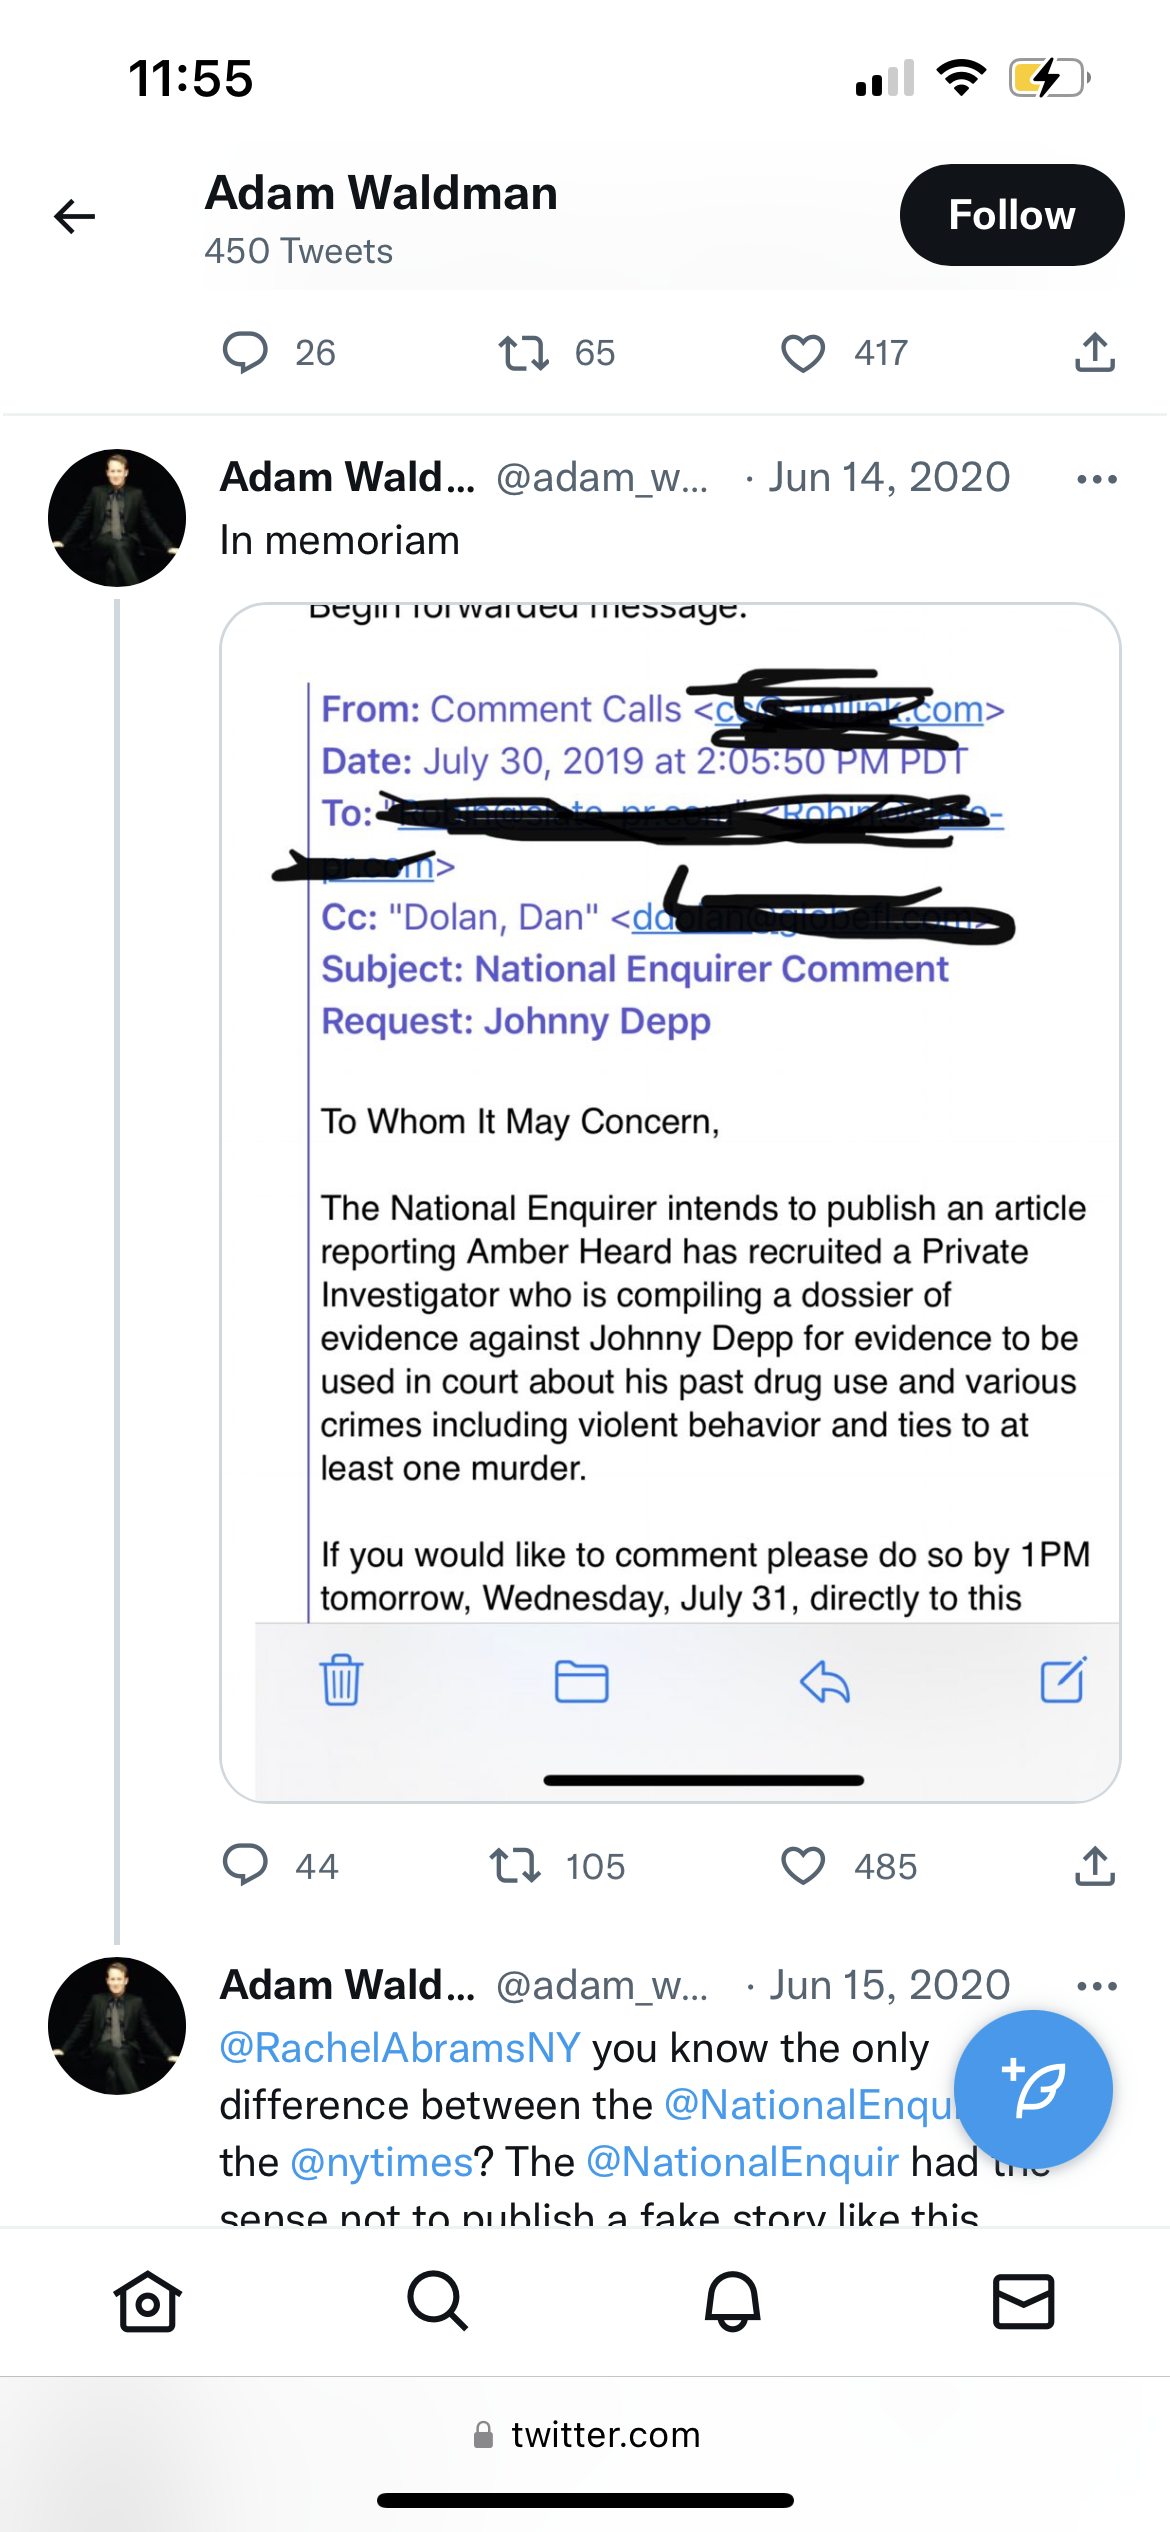 11:55
Adam Waldman
450 Tweets
Follow
26 65 417
Adam Wald... @adam_w... · Jun 14, 2020
In memoriam
Begin forwarded message:
From: Comment Calls < .com>
Date: July 30, 2019 at 2:05:50 PM PDT
To:
>
Cc: "Dolan, Dan" <
Subject: National Enquirer Comment
Request: Johnny Depp
To Whom It May Concern,
The National Enquirer intends to publish an article
reporting Amber Heard has recruited a Private
Investigator who is compiling a dossier of
evidence against Johnny Depp for evidence to be
used in court about his past drug use and various
crimes including violent behavior and ties to at
least one murder.
If you would like to comment please do so by 1PM
tomorrow, Wednesday, July 31, directly to this
44 105 485
Adam Wald... @adam_w... · Jun 15, 2020
@RachelAbramsNY you know the only
difference between the @NationalEnqu
the @nytimes? The @NationalEnquir had the
sense not to publish a fake story like this
twitter.com